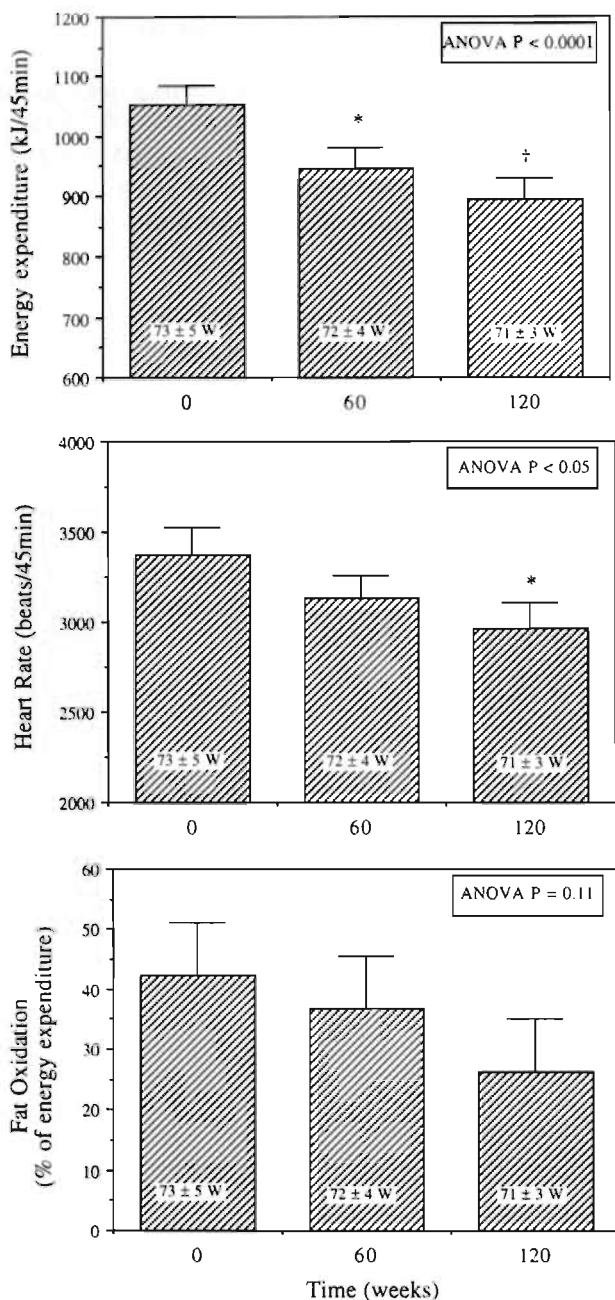 1200
ANOVA P < 0.0001
1100
1000
900
800
700
600
Energy expenditure (kJ/45min)
*
†
73 ± 5 W
72 ± 4 W
71 ± 3 W
0
60
120
4000
ANOVA P < 0.05
3500
3000
2500
2000
Heart Rate (beats/45min)
*
73 ± 5 W
72 ± 4 W
71 ± 3 W
0
60
120
60
ANOVA P = 0.11
50
40
30
20
10
0
Fat Oxidation
(% of energy expenditure)
73 ± 5 W
72 ± 4 W
71 ± 3 W
0
60
120
Time (weeks)